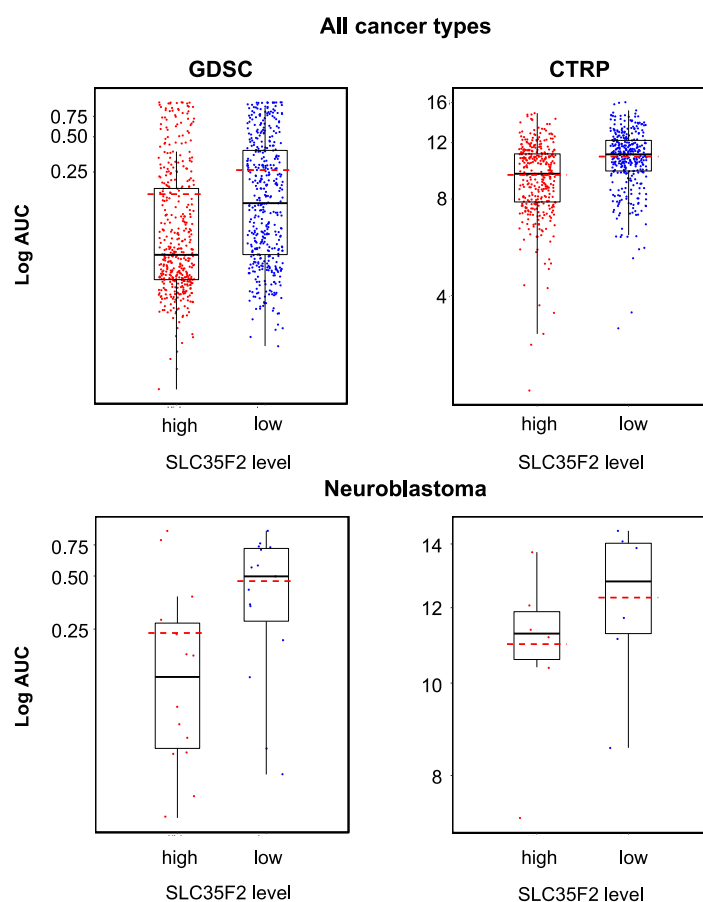 All cancer types
GDSC
CTRP
Log AUC
0.75
0.50
0.25
16
12
8
4
high
low
high
low
SLC35F2 level
SLC35F2 level
Neuroblastoma
Log AUC
0.75
0.50
0.25
14
12
10
8
high
low
high
low
SLC35F2 level
SLC35F2 level